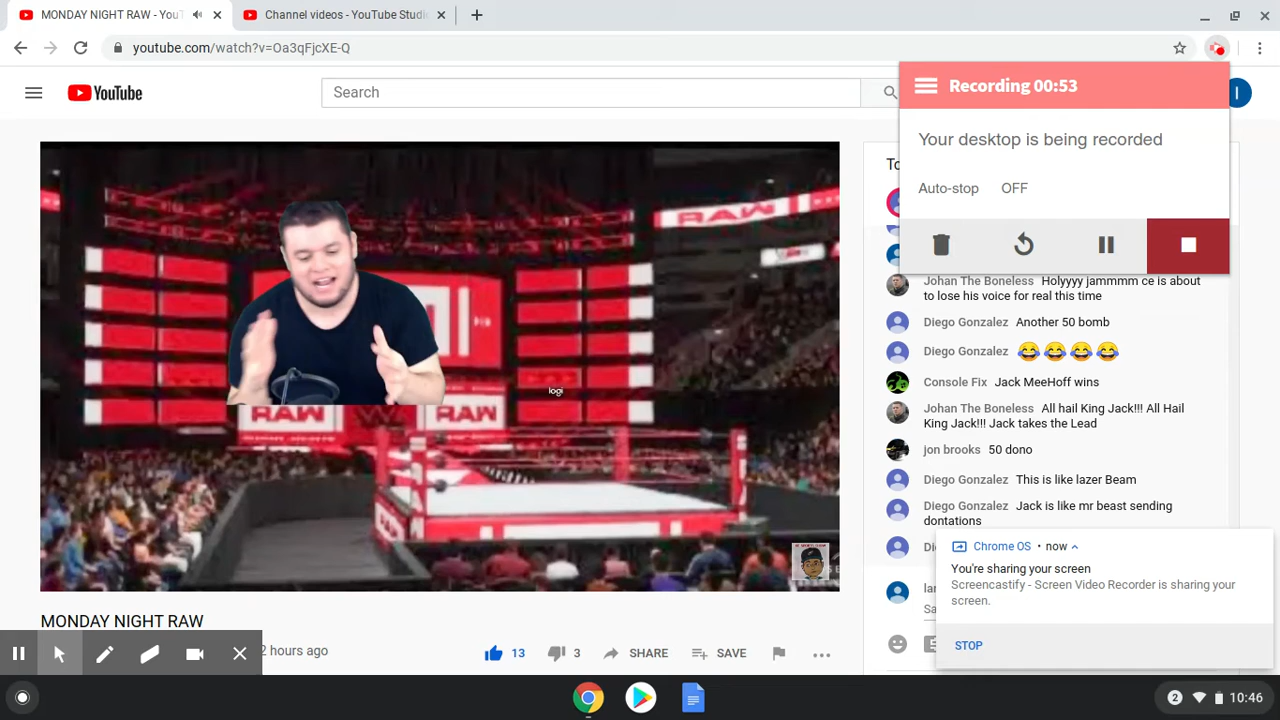 MONDAY NIGHT RAW - YouT
Channel videos - YouTube Studi
youtube.com/watch?v=Oa3qFjcXE-Q
Recording 00:53
YouTube
Search
I
Your desktop is being recorded
Auto-stop OFF
RAW
RAW
RAW
logi
Johan The Boneless Holyyyy jammmm ce is about
to lose his voice for real this time
Diego Gonzalez Another 50 bomb
Diego Gonzalez 😂😂😂😂
Console Fix Jack MeeHoff wins
Johan The Boneless All hail King Jack!!! All Hail
King Jack!!! Jack takes the Lead
jon brooks 50 dono
Diego Gonzalez This is like lazer Beam
Diego Gonzalez Jack is like mr beast sending
dontations
Chrome OS • now
You're sharing your screen
Screencastify - Screen Video Recorder is sharing your
screen.
STOP
MONDAY NIGHT RAW
2 hours ago
13
3
SHARE
SAVE
2
10:46